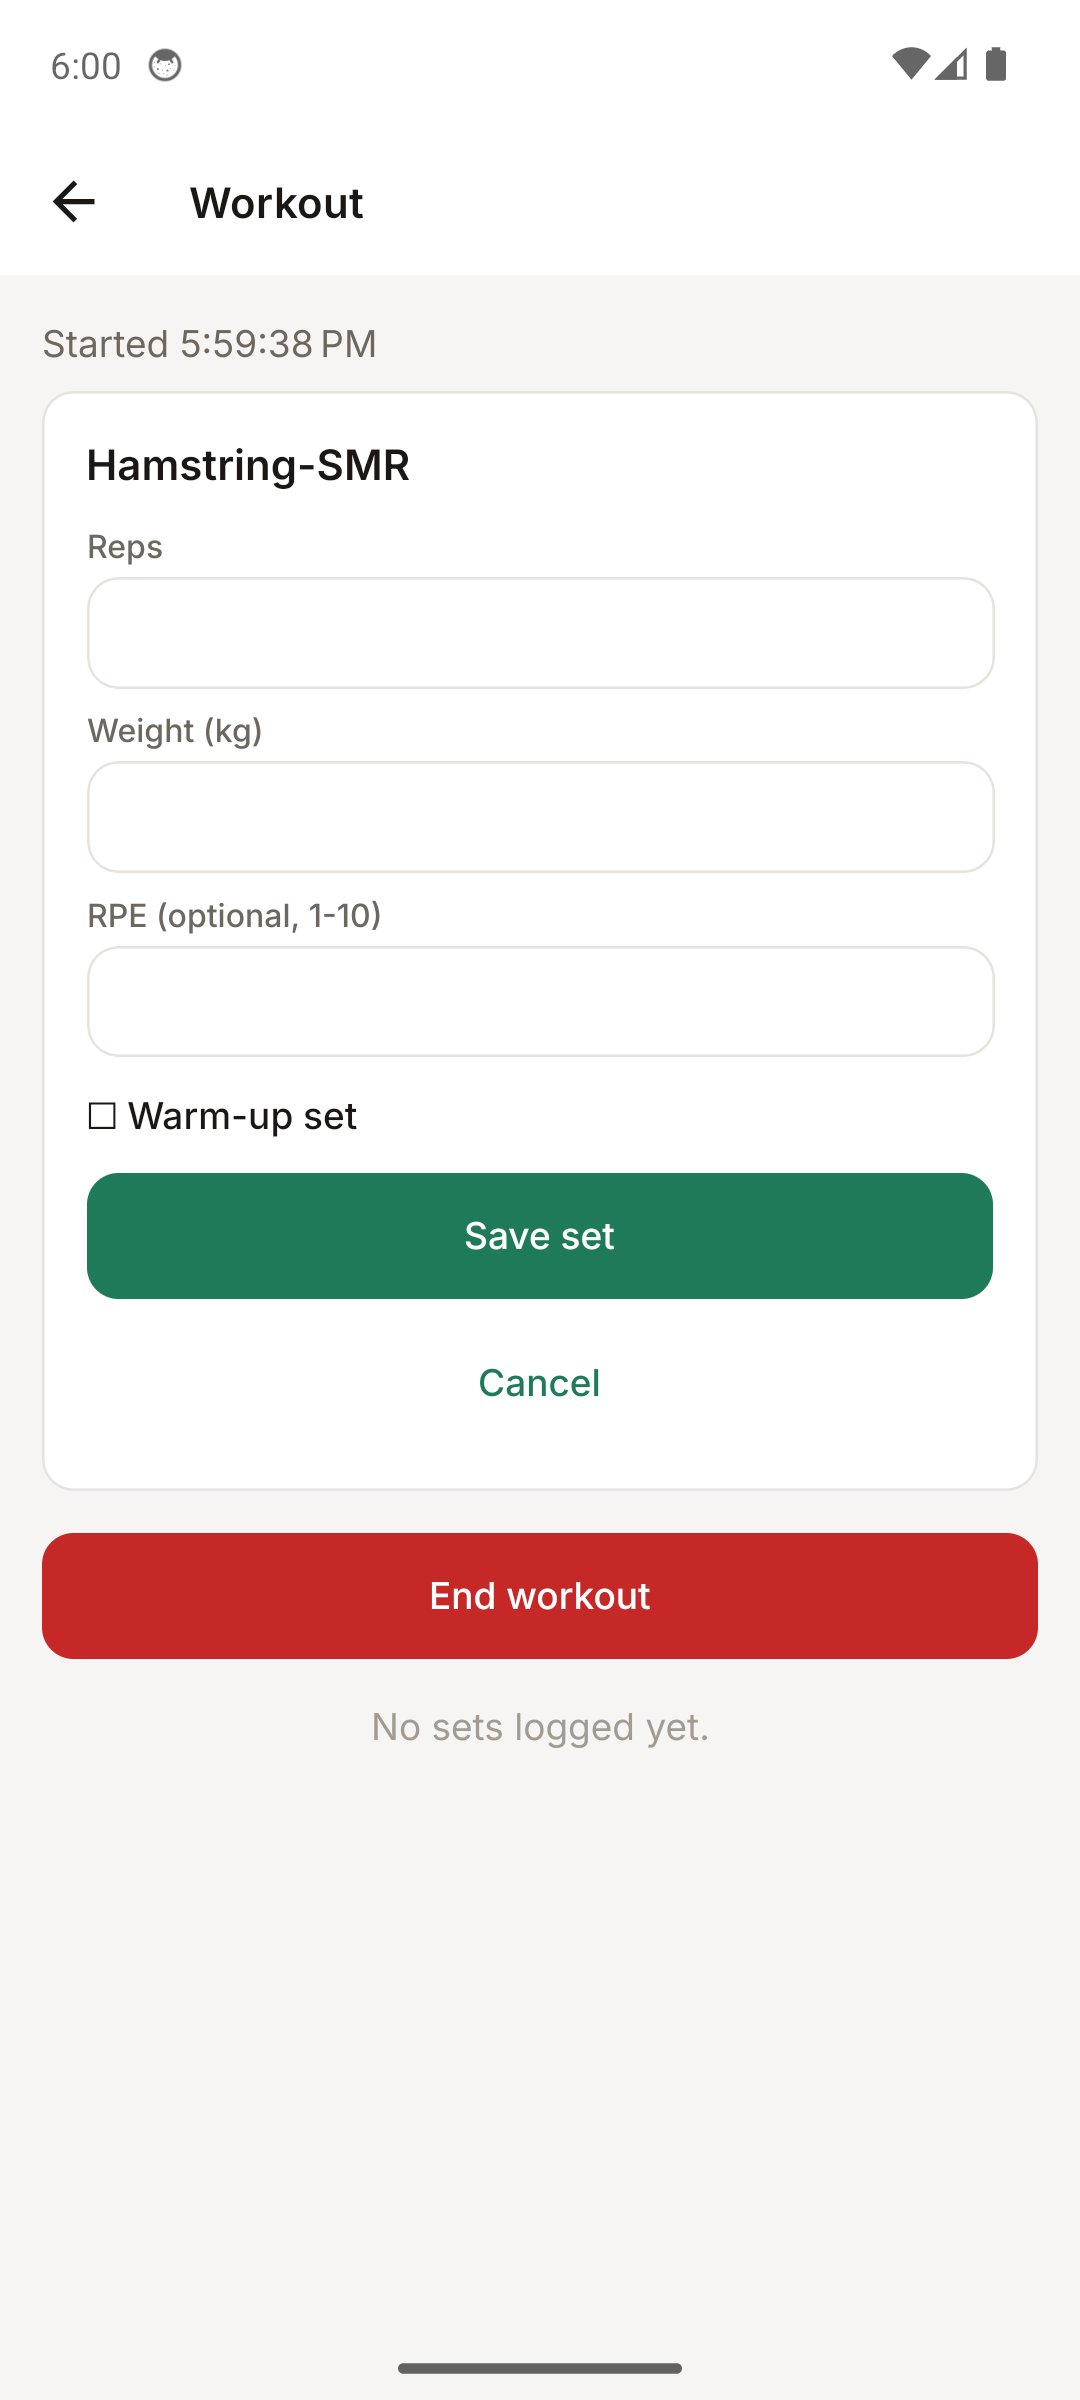 6:00
Workout
Started 5:59:38 PM
Hamstring-SMR
Reps
Weight (kg)
RPE (optional, 1-10)
☐ Warm-up set
Save set
Cancel
End workout
No sets logged yet.